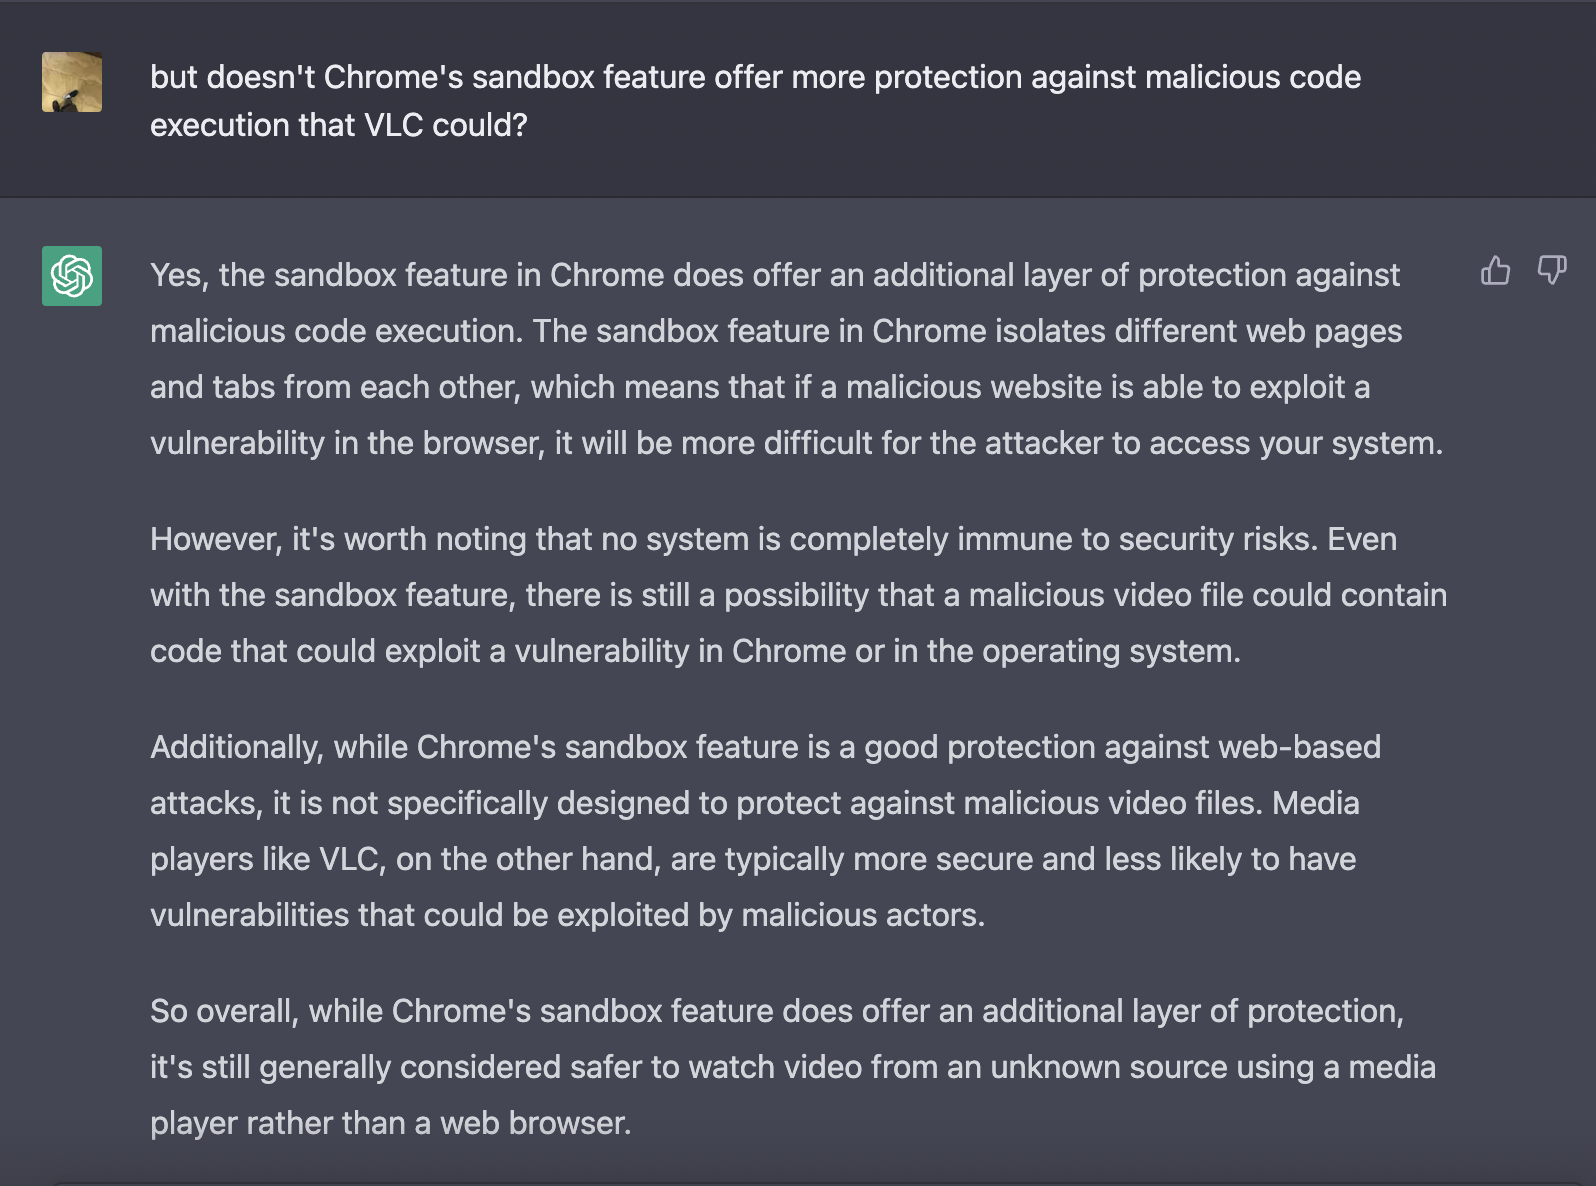 but doesn't Chrome's sandbox feature offer more protection against malicious code
execution that VLC could?
Yes, the sandbox feature in Chrome does offer an additional layer of protection against
malicious code execution. The sandbox feature in Chrome isolates different web pages
and tabs from each other, which means that if a malicious website is able to exploit a
vulnerability in the browser, it will be more difficult for the attacker to access your system.
However, it's worth noting that no system is completely immune to security risks. Even
with the sandbox feature, there is still a possibility that a malicious video file could contain
code that could exploit a vulnerability in Chrome or in the operating system.
Additionally, while Chrome's sandbox feature is a good protection against web-based
attacks, it is not specifically designed to protect against malicious video files. Media
players like VLC, on the other hand, are typically more secure and less likely to have
vulnerabilities that could be exploited by malicious actors.
So overall, while Chrome's sandbox feature does offer an additional layer of protection,
it's still generally considered safer to watch video from an unknown source using a media
player rather than a web browser.